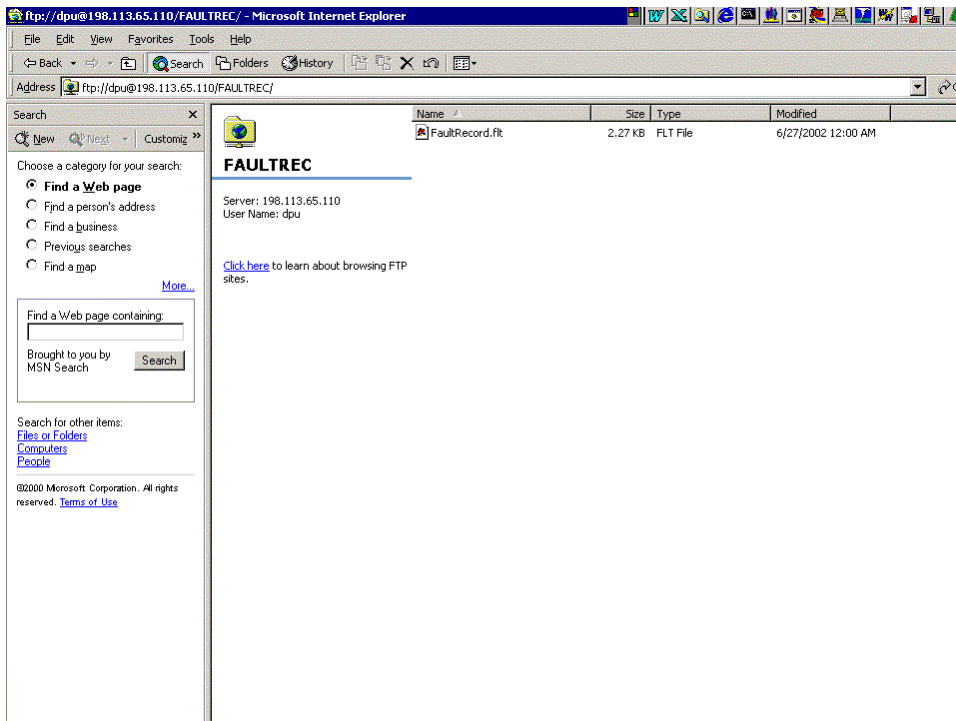 ftp://dpu@198.113.65.110/FAULTREC/ - Microsoft Internet Explorer
File Edit View Favorites Tools Help
Back Search Folders History
Address ftp://dpu@198.113.65.110/FAULTREC/
Search
New Next Customiz
Choose a category for your search:
Find a Web page
Find a person's address
Find a business
Previous searches
Find a map
More...
Find a Web page containing:
Brought to you by
MSN Search
Search
Search for other items:
Files or Folders
Computers
People
©2000 Microsoft Corporation. All rights
reserved. Terms of Use
FAULTREC
Server: 198.113.65.110
User Name: dpu
Click here to learn about browsing FTP
sites.
Name Size Type Modified
FaultRecord.flt 2.27 KB FLT File 6/27/2002 12:00 AM